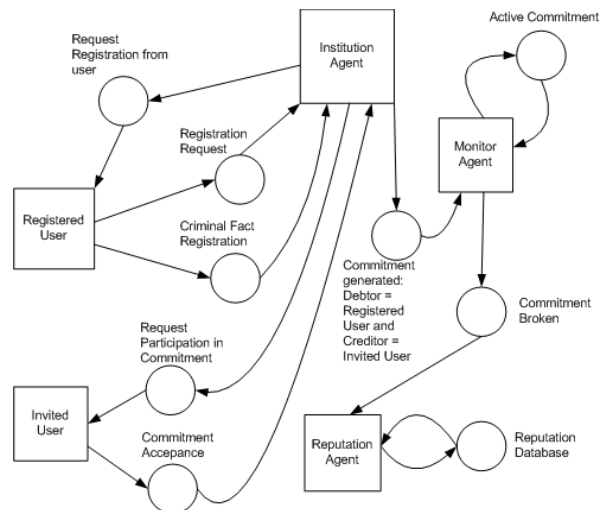 Active Commitment
Request
Registration from
user
Institution
Agent
Registration
Request
Monitor
Agent
Registered
User
Criminal Fact
Registration
Commitment
generated:
Debtor =
Registered
User and
Creditor =
Invited User
Commitment
Broken
Request
Participation in
Commitment
Invited
User
Commitment
Accepance
Reputation
Agent
Reputation
Database